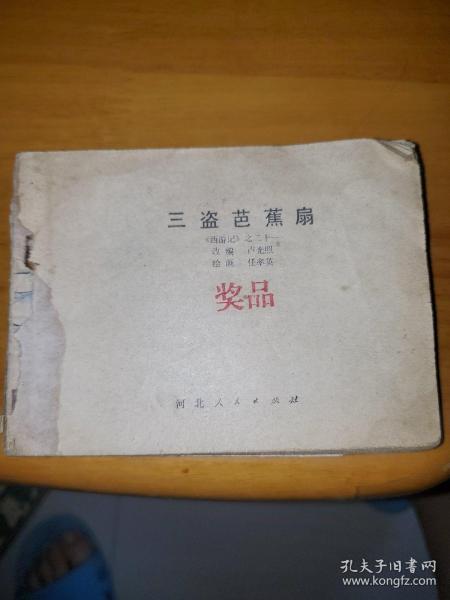 三盗芭蕉扇
《西游记》之二十一
改编 卢光照
绘画 任率英
奖品
河北人民出版社
孔夫子旧书网
www.kongfz.com